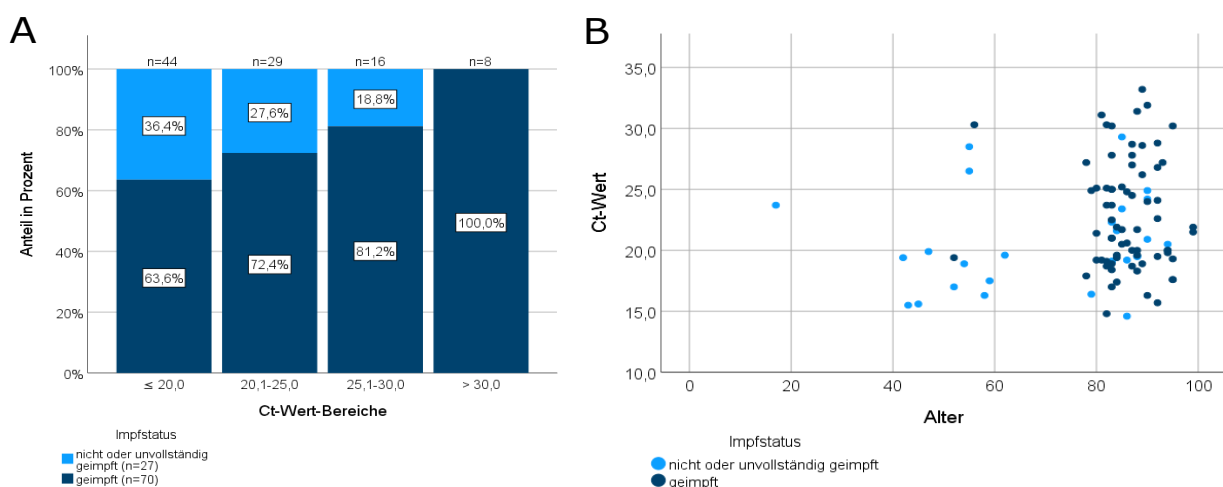 A
n=44
n=29
n=16
n=8
100%
80%
60%
40%
20%
0%
Anteil in Prozent
36,4%
27,6%
18,8%
63,6%
72,4%
81,2%
100,0%
≤ 20,0
20,1-25,0
25,1-30,0
> 30,0
Ct-Wert-Bereiche
Impfstatus
nicht oder unvollständig
geimpft (n=27)
geimpft (n=70)
B
35,0
30,0
25,0
20,0
15,0
10,0
Ct-Wert
0
20
40
60
80
100
Alter
Impfstatus
nicht oder unvollständig geimpft
geimpft